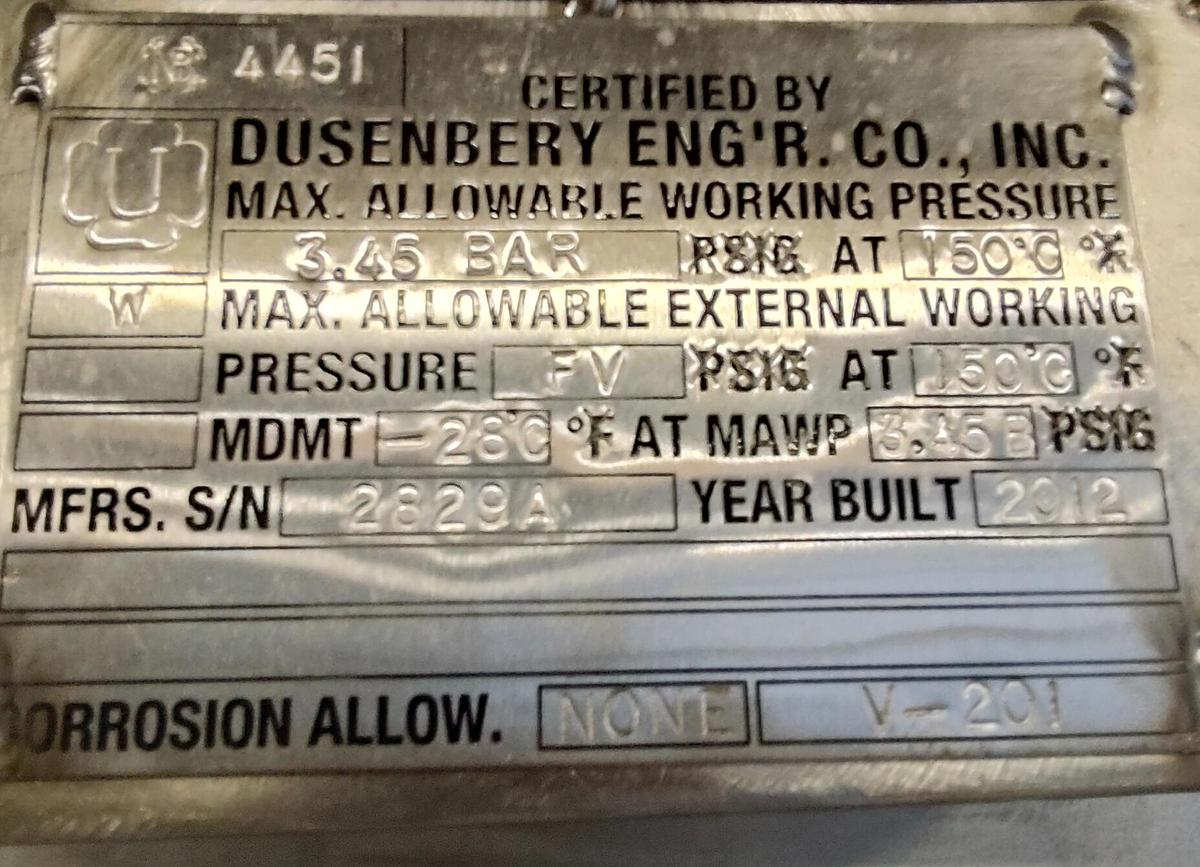 NB 4451
CERTIFIED BY
DUSENBERY ENG'R. CO., INC.
U
MAX. ALLOWABLE WORKING PRESSURE
3.45 BAR PSIG AT 150°C °F
W
MAX. ALLOWABLE EXTERNAL WORKING
PRESSURE FV PSIG AT 150°C °F
MDMT -28°C °F AT MAWP 3.45B PSIG
MFRS. S/N 2829A YEAR BUILT 2012
CORROSION ALLOW. NONE V-201